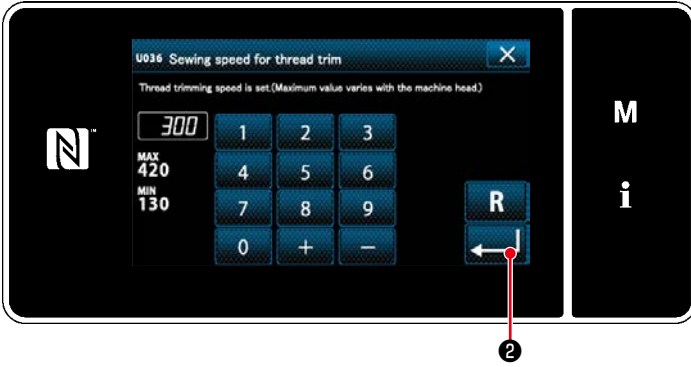 U036 Sewing speed for thread trim
Thread trimming speed is set.(Maximum value varies with the machine head.)
300
1 2 3
MAX
420
4 5 6
MIN
130
7 8 9
0 + −
R
M
i
N
™
❷